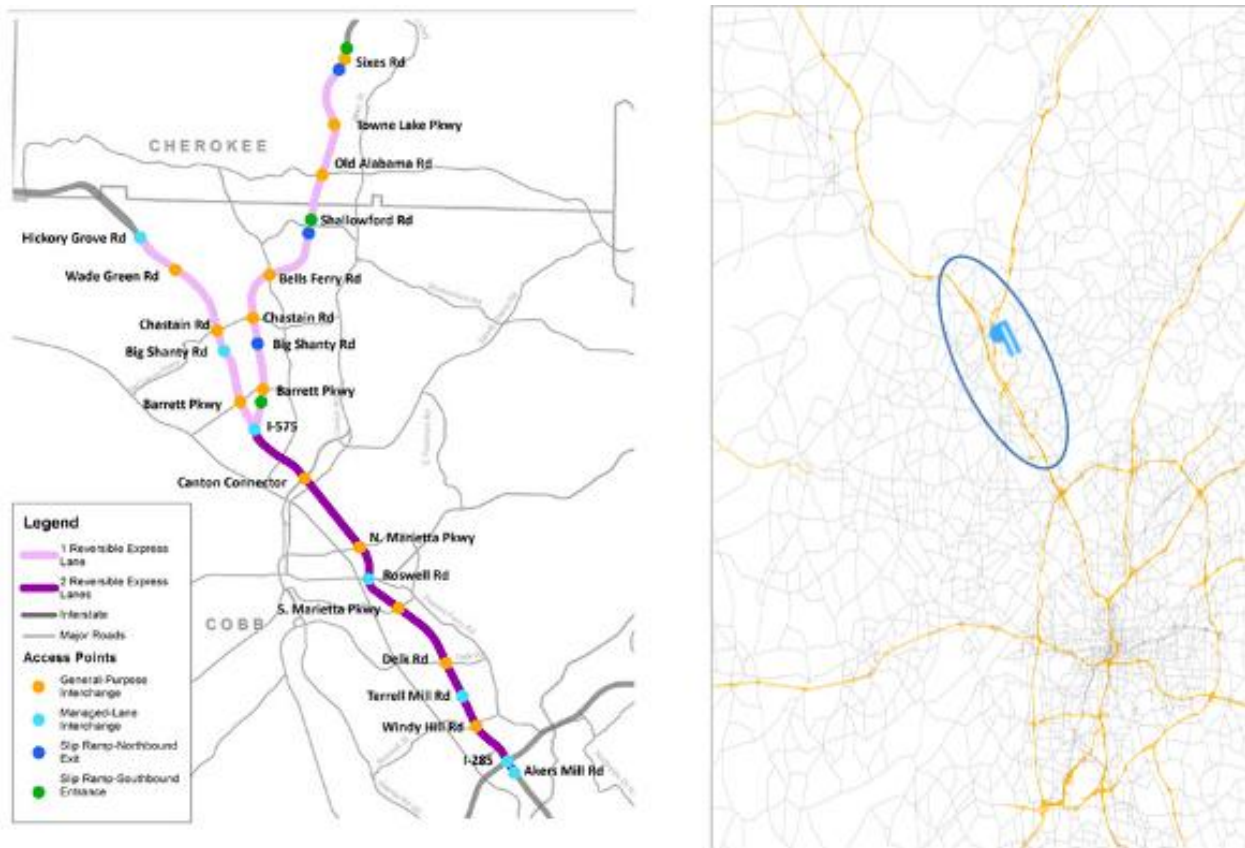 Sixes Rd
Towne Lake Pkwy
CHEROKEE
Old Alabama Rd
Shallowford Rd
Hickory Grove Rd
Bells Ferry Rd
Wade Green Rd
Chastain Rd
Chastain Rd
Big Shanty Rd
Big Shanty Rd
Barrett Pkwy
Barrett Pkwy
I-575
Canton Connector
N. Marietta Pkwy
Roswell Rd
S. Marietta Pkwy
COBB
Delk Rd
Terrell Mill Rd
Windy Hill Rd
I-285
Akers Mill Rd
Legend
1 Reversible Express
Lane
2 Reversible Express
Lanes
Interstate
Major Roads
Access Points
General-Purpose
Interchange
Managed-Lane
Interchange
Slip Ramp-Northbound
Exit
Slip Ramp-Southbound
Entrance